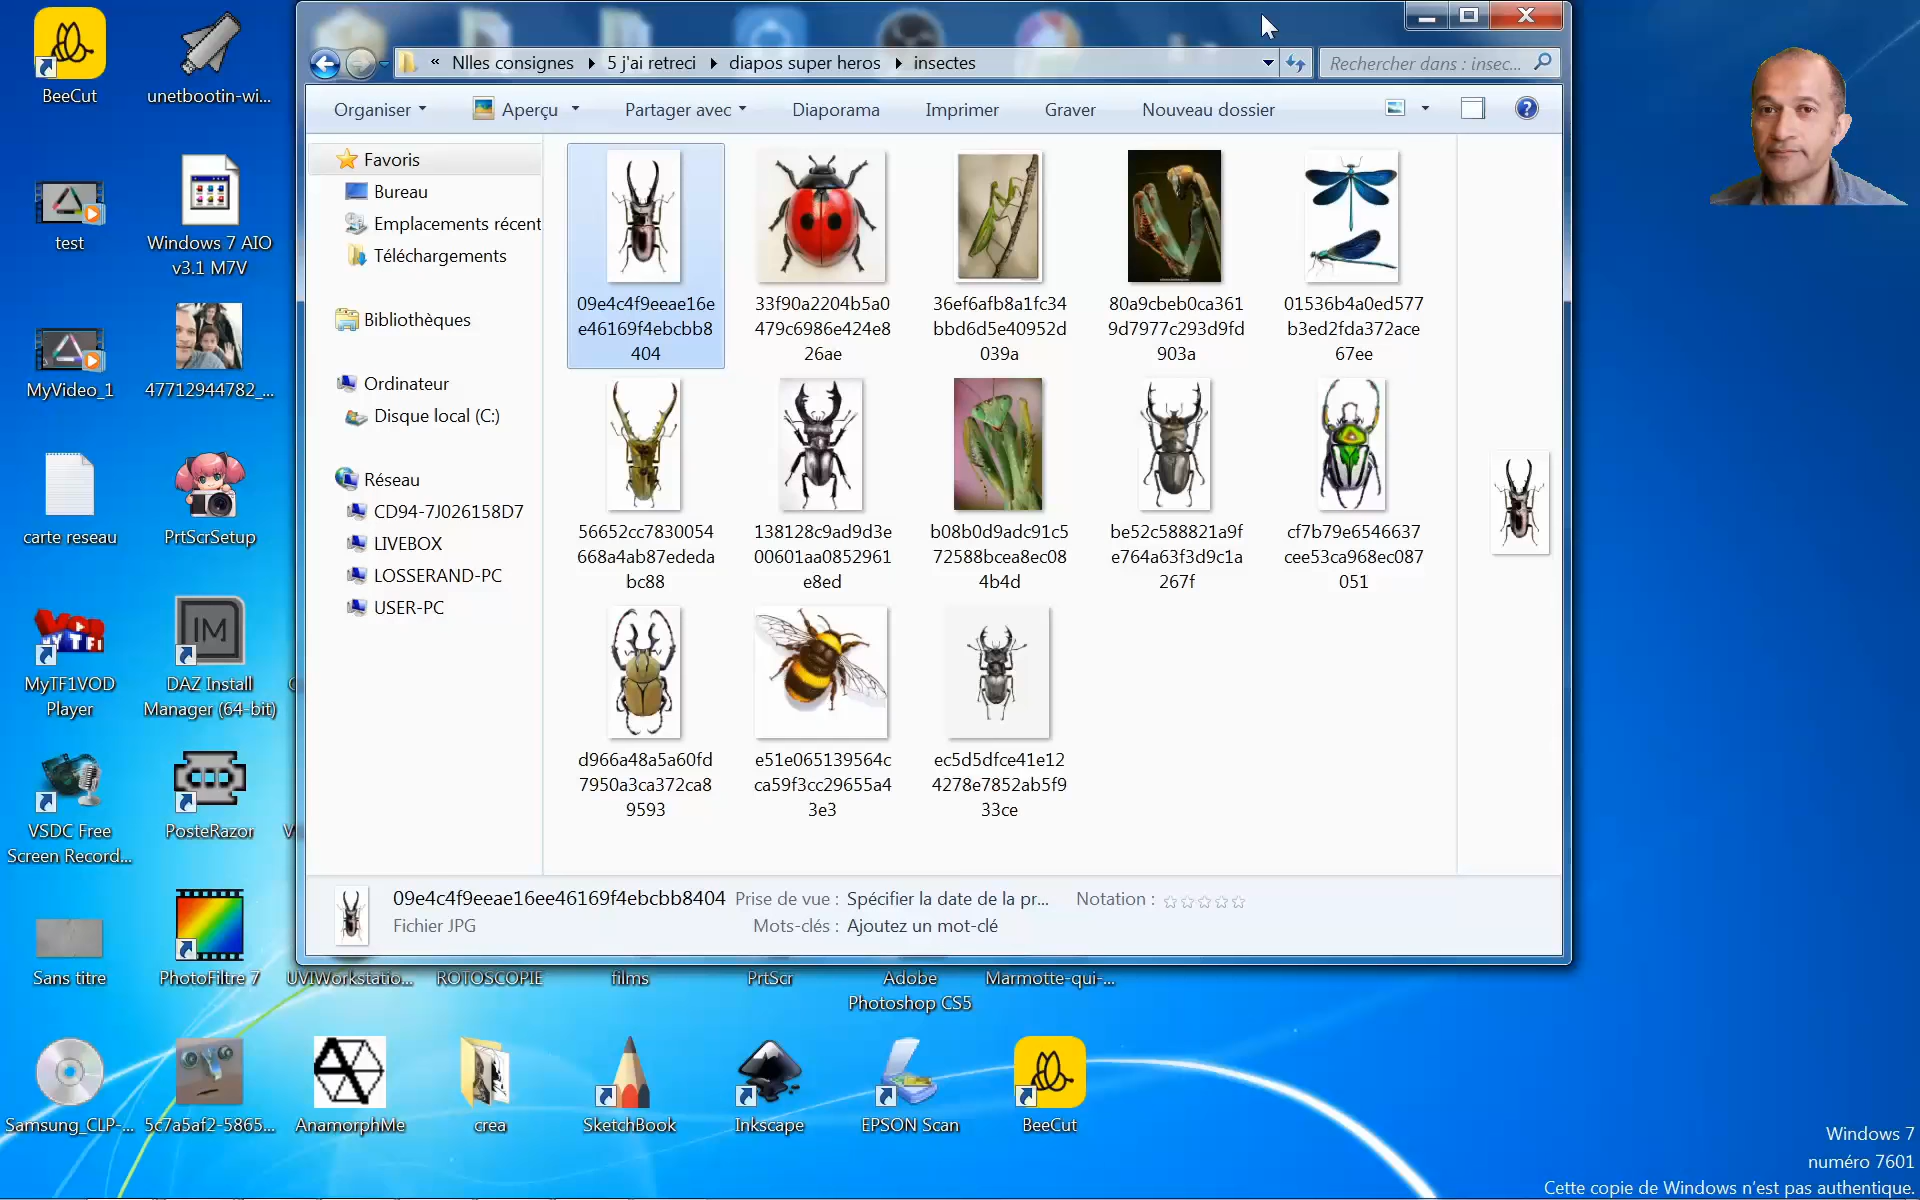 « Nlles consignes ▸ 5 j'ai retreci ▸ diapos super heros ▸ insectes
Rechercher dans : insec...
Organiser
Aperçu
Partager avec
Diaporama
Imprimer
Graver
Nouveau dossier
Favoris
Bureau
Emplacements récent
Téléchargements
Bibliothèques
Ordinateur
Disque local (C:)
Réseau
CD94-7J026158D7
LIVEBOX
LOSSERAND-PC
USER-PC
09e4c4f9eeae16e
e46169f4ebcbb8
404
33f90a2204b5a0
479c6986e424e8
26ae
36ef6afb8a1fc34
bbd6d5e40952d
039a
80a9cbeb0ca361
9d7977c293d9fd
903a
01536b4a0ed577
b3ed2fda372ace
67ee
56652cc7830054
668a4ab87ededa
bc88
138128c9ad9d3e
00601aa0852961
e8ed
b08b0d9adc91c5
72588bcea8ec08
4b4d
be52c588821a9f
e764a63f3d9c1a
267f
cf7b79e6546637
cee53ca968ec087
051
d966a48a5a60fd
7950a3ca372ca8
9593
e51e065139564c
ca59f3cc29655a4
3e3
ec5d5dfce41e12
4278e7852ab5f9
33ce
09e4c4f9eeae16ee46169f4ebcbb8404
Fichier JPG
Prise de vue : Spécifier la date de la pr...
Mots-clés : Ajoutez un mot-clé
Notation :
BeeCut
unetbootin-wi...
test
Windows 7 AIO
v3.1 M7V
MyVideo_1
47712944782_...
carte reseau
PrtScrSetup
MyTF1VOD
Player
IM
DAZ Install
Manager (64-bit)
VSDC Free
Screen Record...
PosteRazor
Sans titre
PhotoFiltre 7
UVIWorkstatio...
ROTOSCOPIE
films
PrtScr
Adobe
Photoshop CS5
Marmotte-qui-...
Samsung_CLP-...
5c7a5af2-5865...
AnamorphMe
crea
SketchBook
Inkscape
EPSON Scan
BeeCut
Windows 7
numéro 7601
Cette copie de Windows n'est pas authentique.